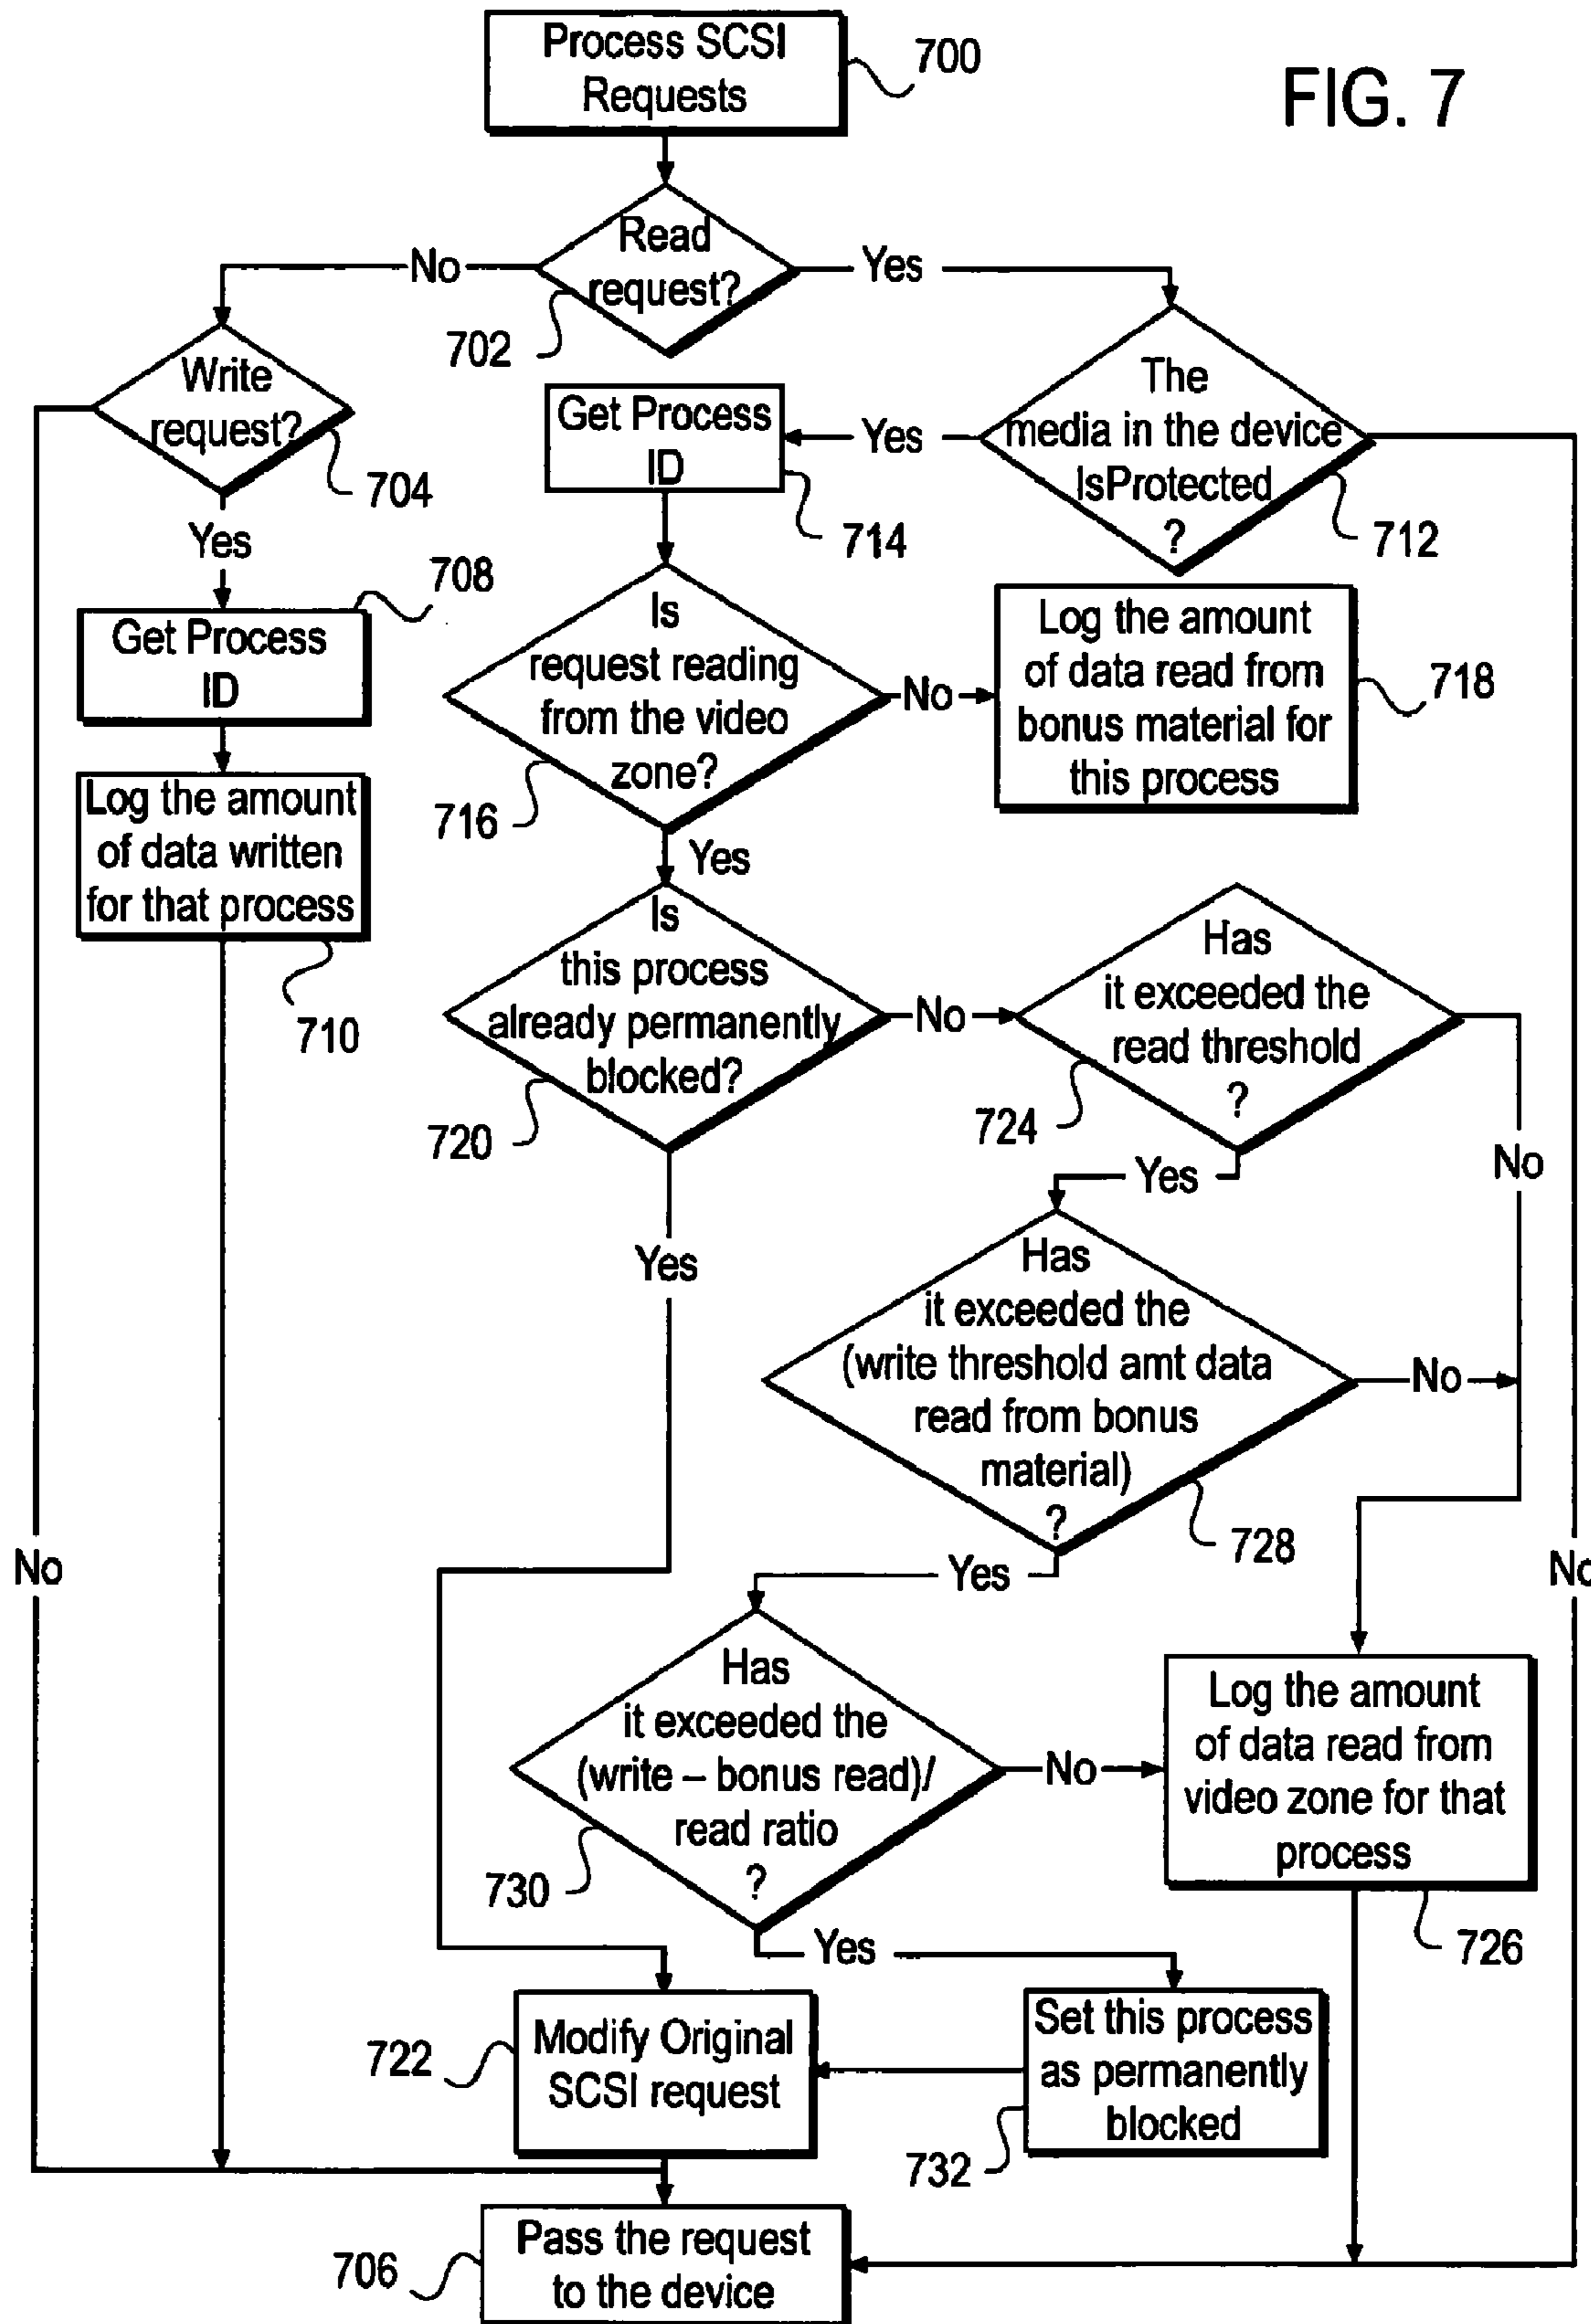 FIG. 7
Process SCSI
Requests
700
Read
request?
702
No
Yes
Write
request?
704
Yes
No
The
media in the device
IsProtected
?
712
Yes
No
Get Process
ID
714
Get Process
ID
708
Log the amount
of data written
for that process
710
Is
request reading
from the video
zone?
716
No
Yes
Log the amount
of data read from
bonus material for
this process
718
Is
this process
already permanently
blocked?
720
No
Yes
Has
it exceeded the
read threshold
?
724
Yes
No
Has
it exceeded the
(write threshold amt data
read from bonus
material)
?
728
No
Yes
Has
it exceeded the
(write – bonus read)/
read ratio
?
730
No
Yes
Log the amount
of data read from
video zone for that
process
726
Modify Original
SCSI request
722
Set this process
as permanently
blocked
732
Pass the request
to the device
706